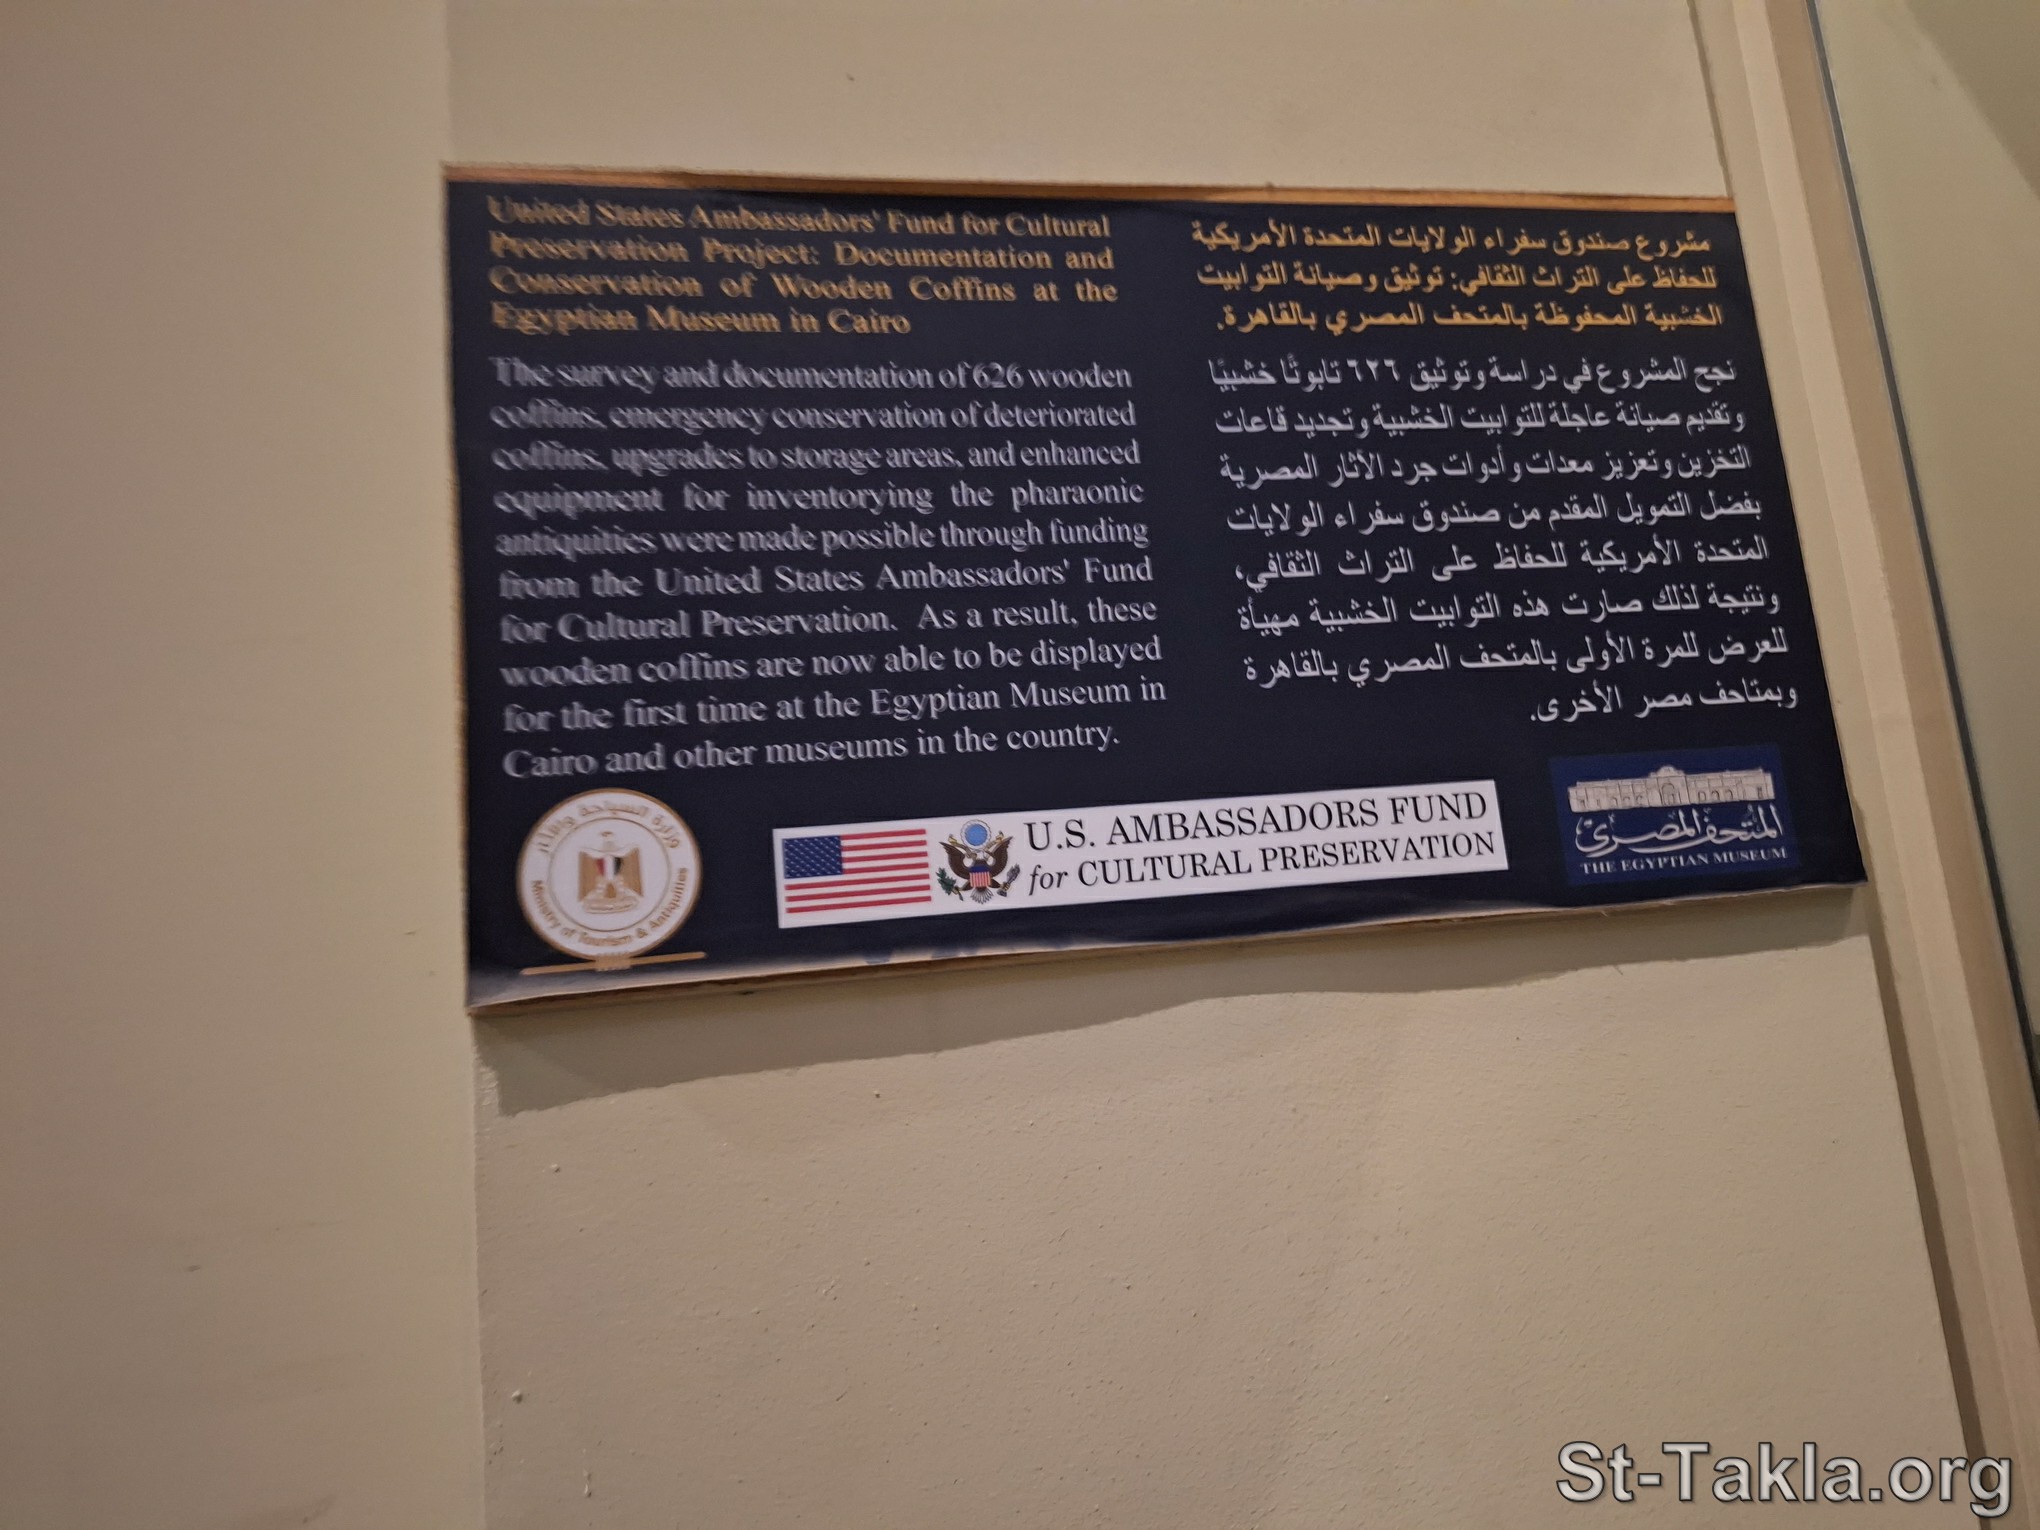 United States Ambassadors' Fund for Cultural
Preservation Project: Documentation and
Conservation of Wooden Coffins at the
Egyptian Museum in Cairo
The survey and documentation of 626 wooden
coffins, emergency conservation of deteriorated
coffins, upgrades to storage areas, and enhanced
equipment for inventorying the pharaonic
antiquities were made possible through funding
from the United States Ambassadors' Fund
for Cultural Preservation. As a result, these
wooden coffins are now able to be displayed
for the first time at the Egyptian Museum in
Cairo and other museums in the country.
مشروع صندوق سفراء الولايات المتحدة الأمريكية
للحفاظ على التراث الثقافي: توثيق وصيانة التوابيت
الخشبية المحفوظة بالمتحف المصري بالقاهرة.
نجح المشروع في دراسة وتوثيق ٦٢٦ تابوتًا خشبيًا
وتقديم صيانة عاجلة للتوابيت الخشبية وتجديد قاعات
التخزين وتعزيز معدات وأدوات جرد الآثار المصرية
بفضل التمويل المقدم من صندوق سفراء الولايات
المتحدة الأمريكية للحفاظ على التراث الثقافي،
ونتيجة لذلك صارت هذه التوابيت الخشبية مهيأة
للعرض للمرة الأولى بالمتحف المصري بالقاهرة
وبمتاحف مصر الأخرى.
وزارة السياحة والآثار
Ministry of Tourism & Antiquities
U.S. AMBASSADORS FUND
for CULTURAL PRESERVATION
المتحف المصري
THE EGYPTIAN MUSEUM
St-Takla.org